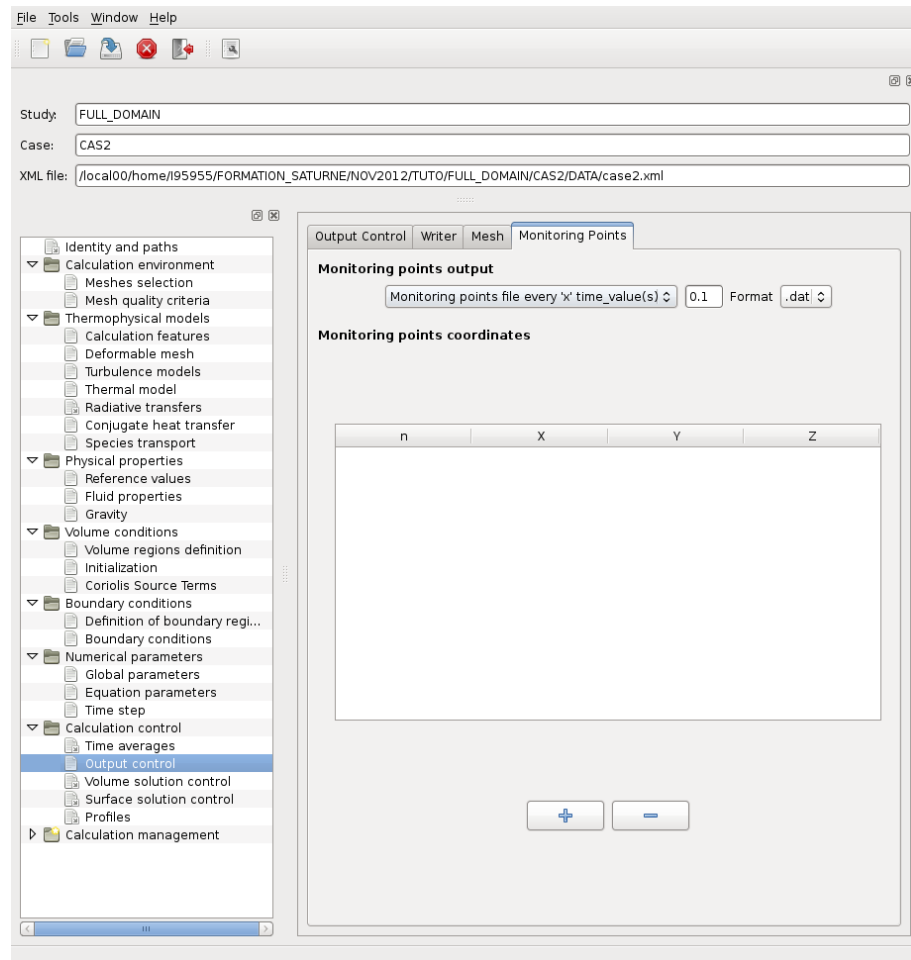 File Tools Window Help
Study: FULL_DOMAIN
Case: CAS2
XML file: /local00/home/I95955/FORMATION_SATURNE/NOV2012/TUTO/FULL_DOMAIN/CAS2/DATA/case2.xml
Identity and paths
Calculation environment
Meshes selection
Mesh quality criteria
Thermophysical models
Calculation features
Deformable mesh
Turbulence models
Thermal model
Radiative transfers
Conjugate heat transfer
Species transport
Physical properties
Reference values
Fluid properties
Gravity
Volume conditions
Volume regions definition
Initialization
Coriolis Source Terms
Boundary conditions
Definition of boundary regi...
Boundary conditions
Numerical parameters
Global parameters
Equation parameters
Time step
Calculation control
Time averages
Output control
Volume solution control
Surface solution control
Profiles
Calculation management
Output Control Writer Mesh Monitoring Points
Monitoring points output
Monitoring points file every 'x' time_value(s) 0.1 Format .dat
Monitoring points coordinates
n X Y Z